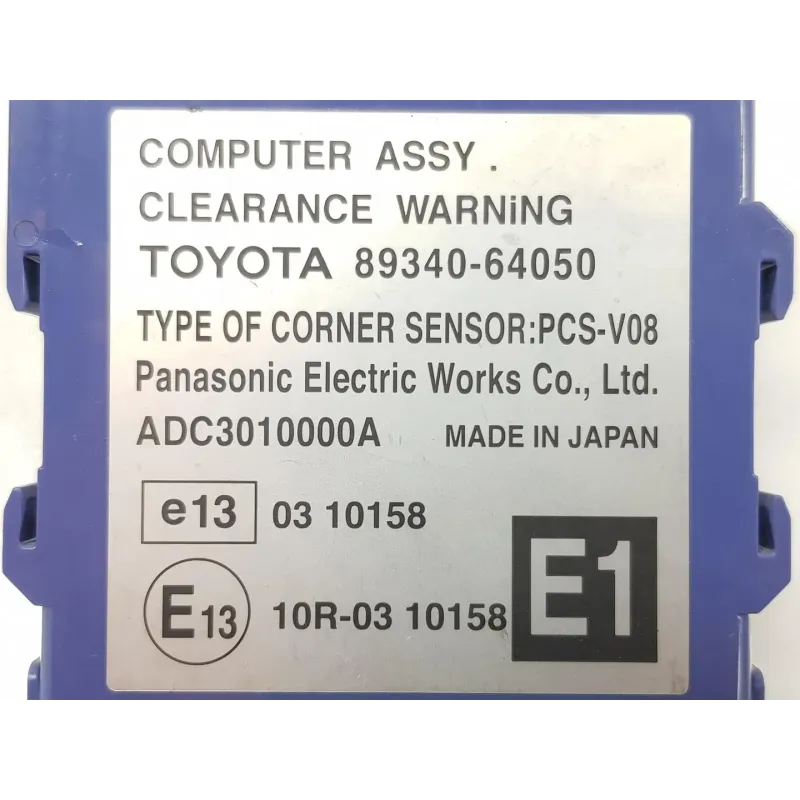 COMPUTER ASSY .
CLEARANCE WARNiNG
TOYOTA 89340-64050
TYPE OF CORNER SENSOR:PCS-V08
Panasonic Electric Works Co., Ltd.
ADC3010000A MADE IN JAPAN
e13 03 10158
E13 10R-03 10158
E1